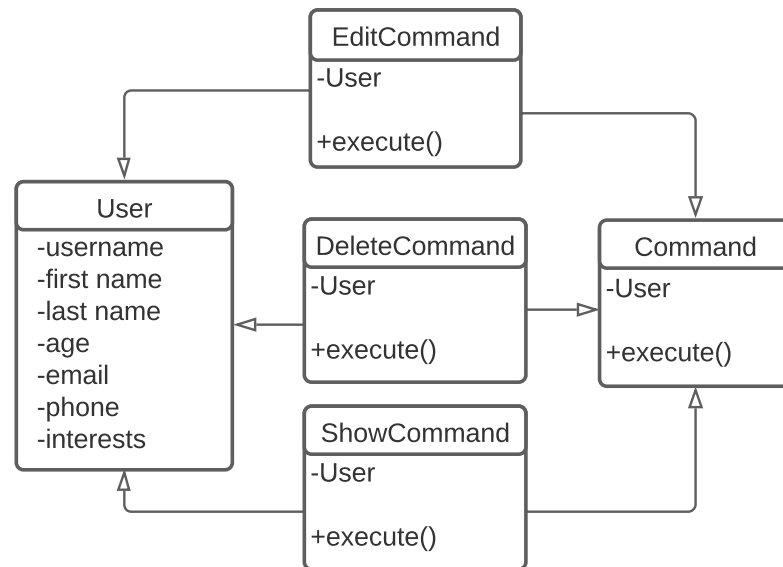 EditCommand
-User
+execute()
User
-username
-first name
-last name
-age
-email
-phone
-interests
DeleteCommand
-User
+execute()
Command
-User
+execute()
ShowCommand
-User
+execute()